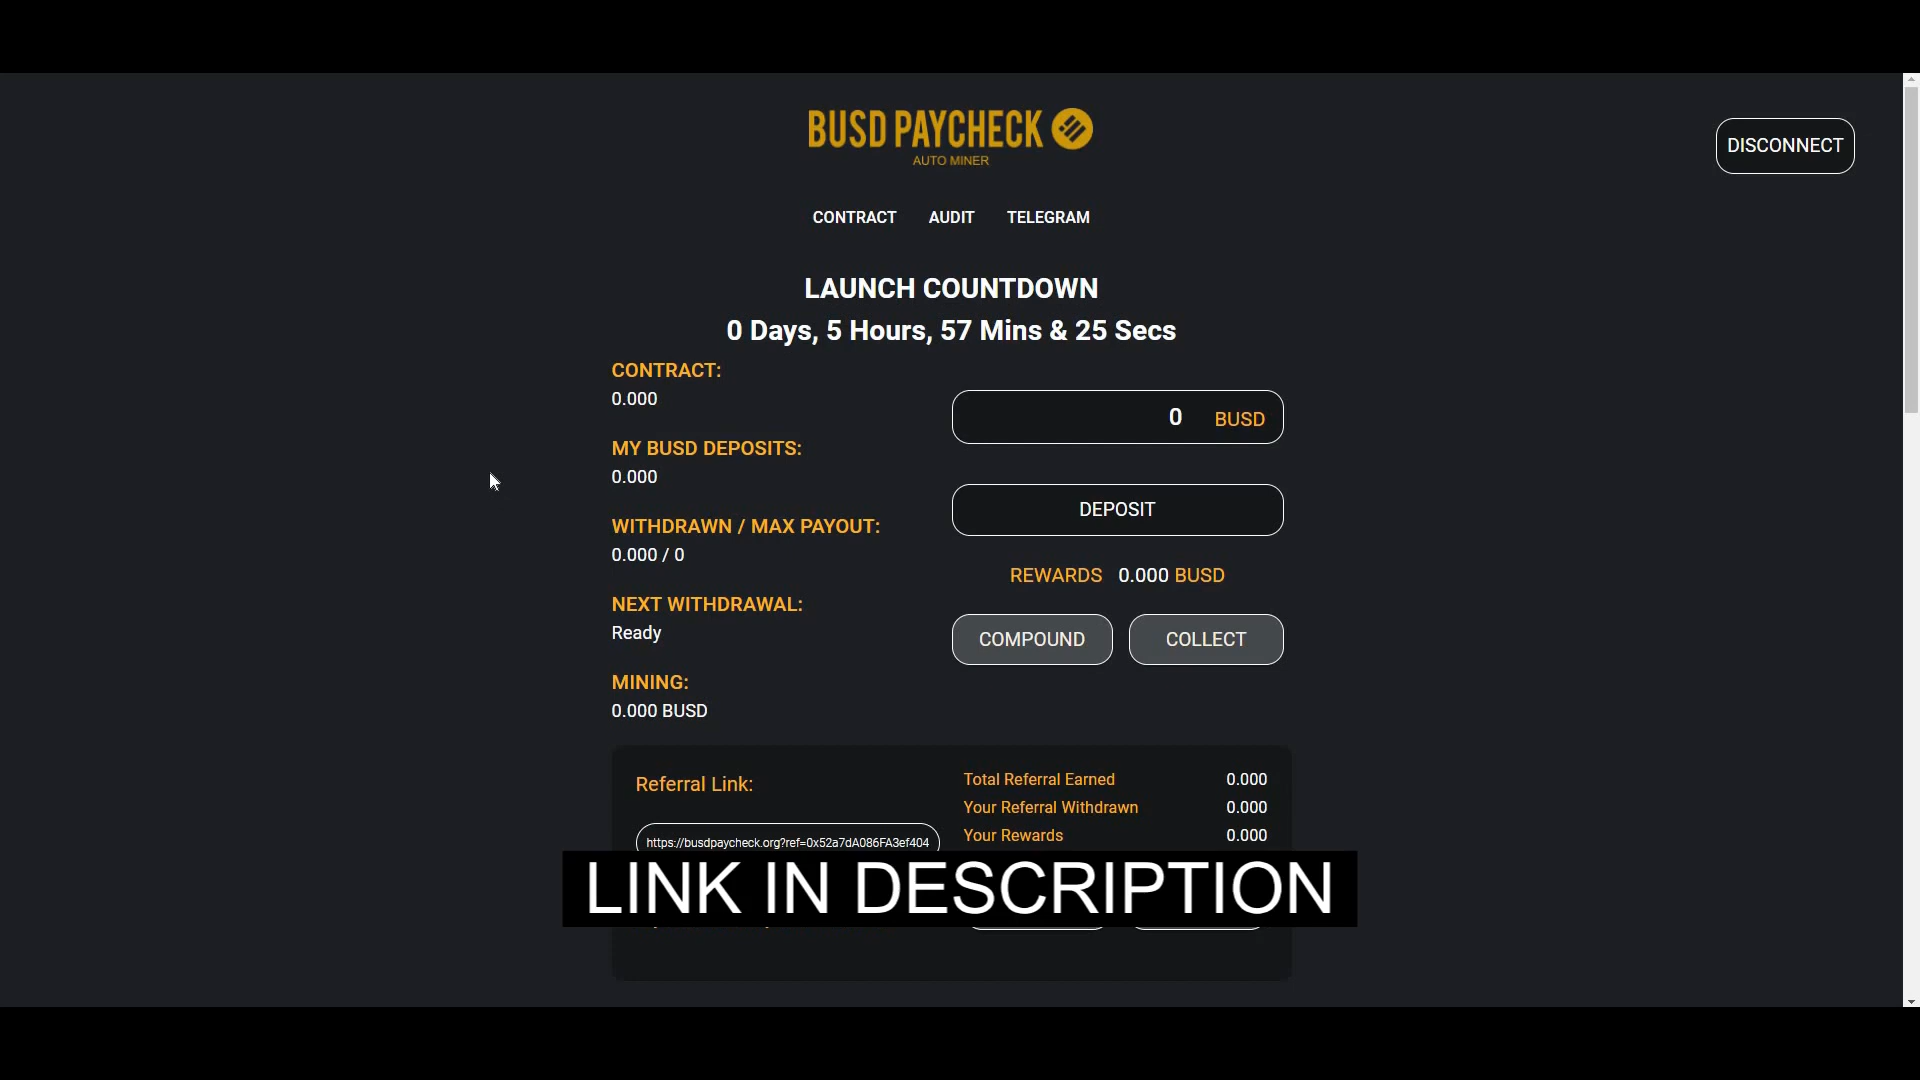 BUSD PAYCHECK
AUTO MINER
DISCONNECT
CONTRACT AUDIT TELEGRAM
LAUNCH COUNTDOWN
0 Days, 5 Hours, 57 Mins & 25 Secs
CONTRACT:
0.000
MY BUSD DEPOSITS:
0.000
WITHDRAWN / MAX PAYOUT:
0.000 / 0
NEXT WITHDRAWAL:
Ready
MINING:
0.000 BUSD
0 BUSD
DEPOSIT
REWARDS 0.000 BUSD
COMPOUND COLLECT
Referral Link:
https://busdpaycheck.org?ref=0x52a7dA086FA3ef404
Total Referral Earned 0.000
Your Referral Withdrawn 0.000
Your Rewards 0.000
LINK IN DESCRIPTION